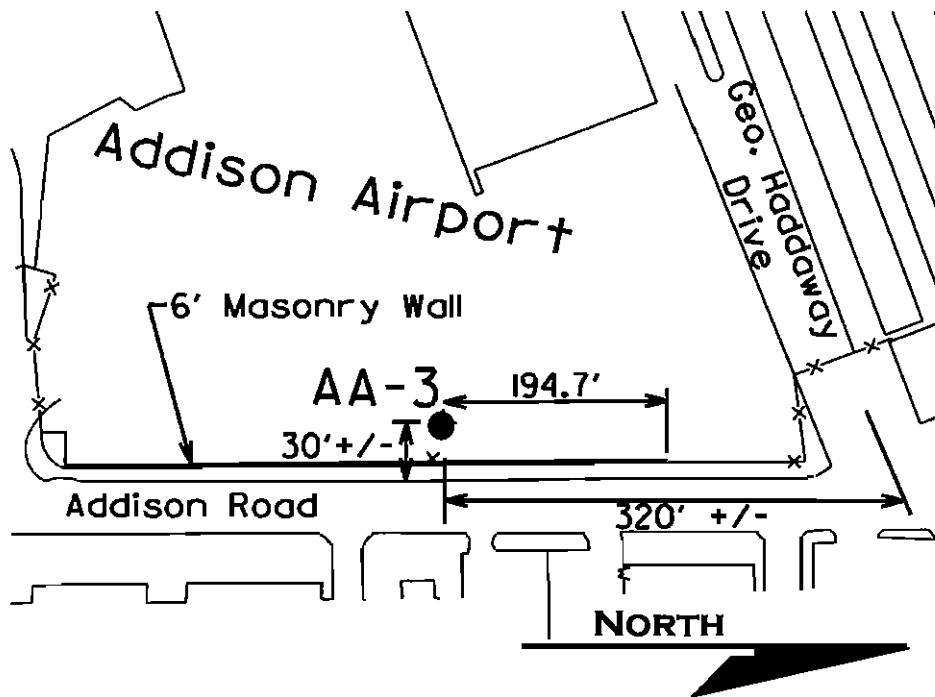 Addison Airport
Geo. Haddaway
Drive
6' Masonry Wall
AA-3
194.7'
30'+/-
Addison Road
320' +/-
NORTH